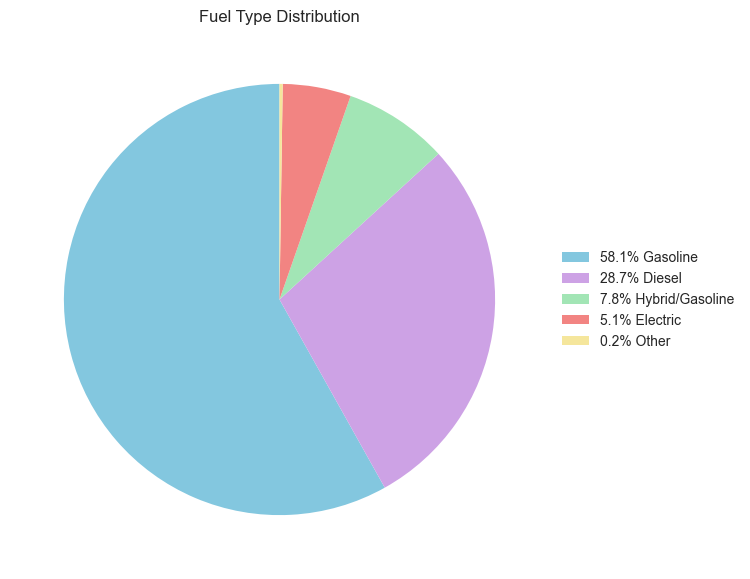 Fuel Type Distribution
58.1% Gasoline
28.7% Diesel
7.8% Hybrid/Gasoline
5.1% Electric
0.2% Other